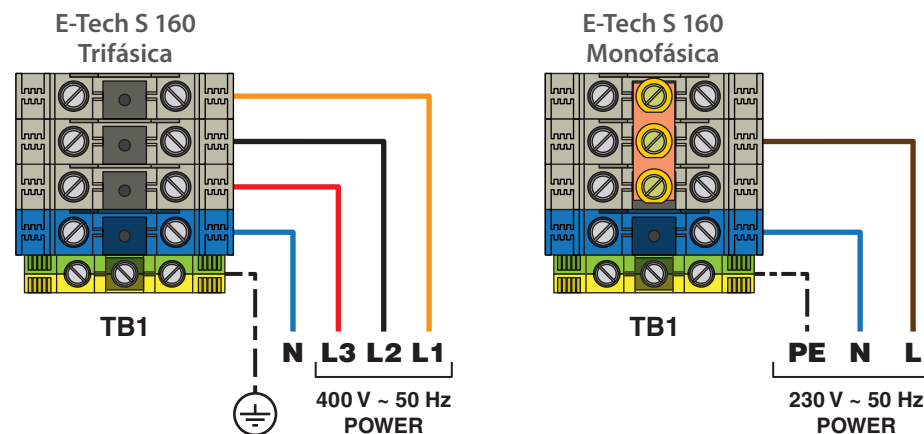 E-Tech S 160
Trifásica
TB1
N L3 L2 L1
400 V ~ 50 Hz
POWER
E-Tech S 160
Monofásica
TB1
PE N L
230 V ~ 50 Hz
POWER